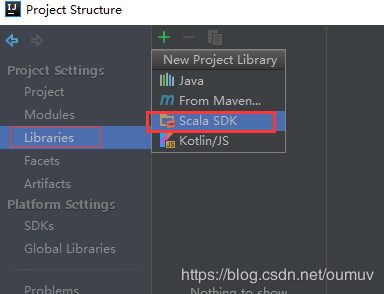 Project Structure
Project Settings
Project
Modules
Libraries
Facets
Artifacts
Platform Settings
SDKs
Global Libraries
Problems
New Project Library
Java
From Maven...
Scala SDK
Kotlin/JS
Nothing to show
https://blog.csdn.net/oumuv